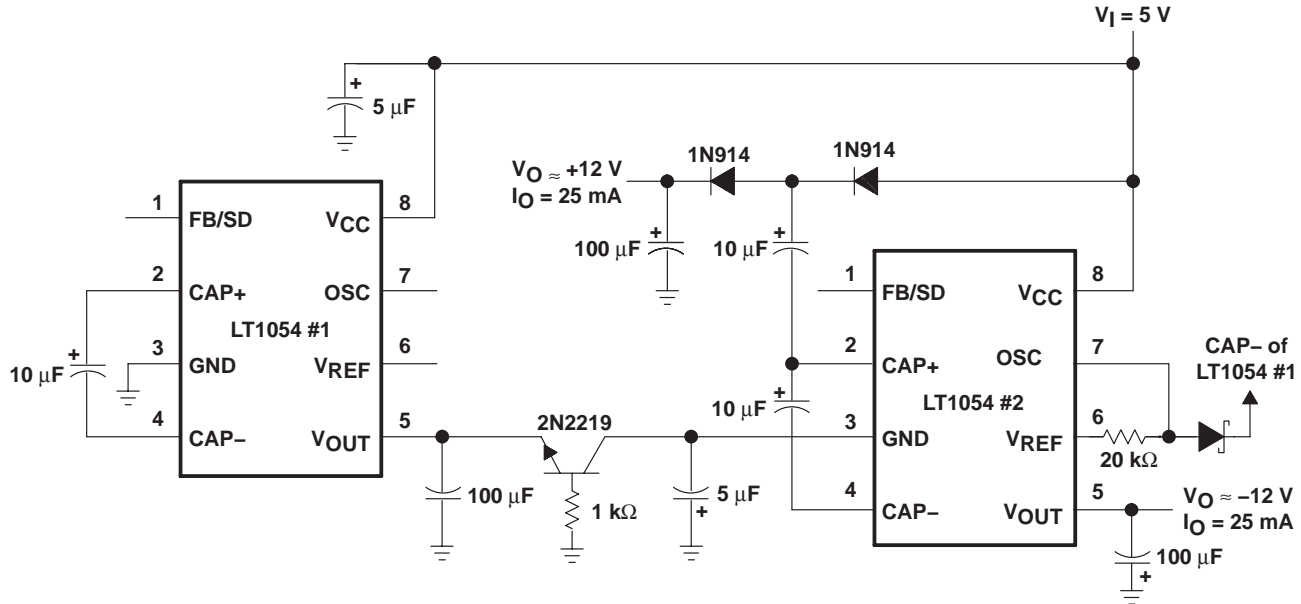 VI = 5 V
+
5 μF
1N914
1N914
VO ≈ +12 V
IO = 25 mA
+
100 μF
+
10 μF
1
FB/SD
VCC
8
2
CAP+
OSC
7
LT1054 #1
+
10 μF
3
GND
VREF
6
4
CAP−
VOUT
5
+
100 μF
2N2219
1 kΩ
5 μF
+
1
FB/SD
VCC
8
2
CAP+
OSC
7
CAP− of
LT1054 #1
+
10 μF
LT1054 #2
3
GND
VREF
6
20 kΩ
4
CAP−
VOUT
5
VO ≈ −12 V
IO = 25 mA
100 μF
+